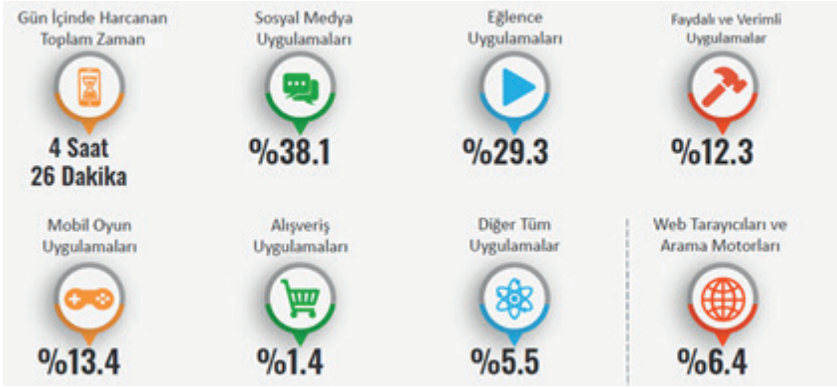 Gün İçinde Harcanan
Toplam Zaman
4 Saat
26 Dakika
Sosyal Medya
Uygulamaları
%38.1
Eğlence
Uygulamaları
%29.3
Faydalı ve Verimli
Uygulamalar
%12.3
Mobil Oyun
Uygulamaları
%13.4
Alışveriş
Uygulamaları
%1.4
Diğer Tüm
Uygulamalar
%5.5
Web Tarayıcıları ve
Arama Motorları
%6.4